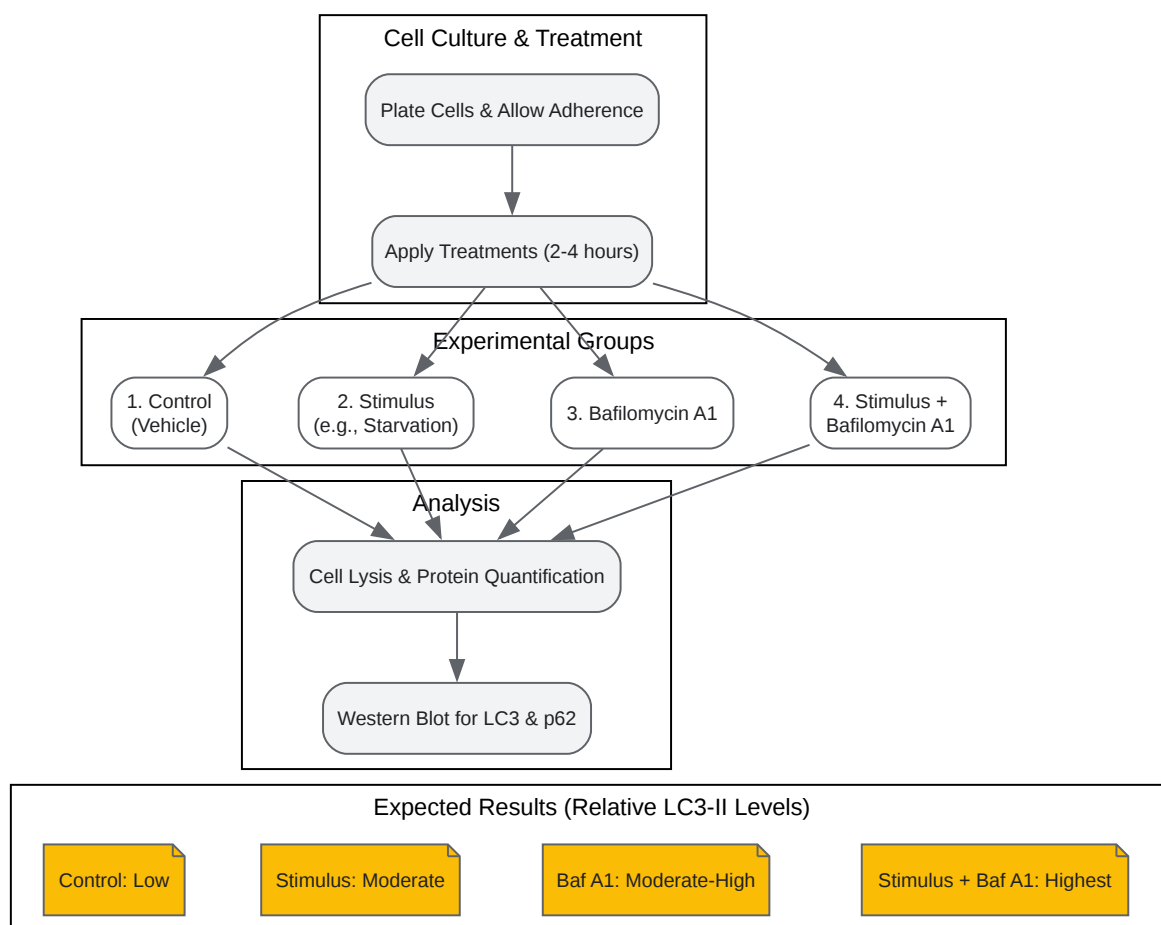 Cell Culture & Treatment
Plate Cells & Allow Adherence
Apply Treatments (2-4 hours)
Experimental Groups
1. Control
(Vehicle)
2. Stimulus
(e.g., Starvation)
3. Bafilomycin A1
4. Stimulus +
Bafilomycin A1
Analysis
Cell Lysis & Protein Quantification
Western Blot for LC3 & p62
Expected Results (Relative LC3-II Levels)
Control: Low
Stimulus: Moderate
Baf A1: Moderate-High
Stimulus + Baf A1: Highest